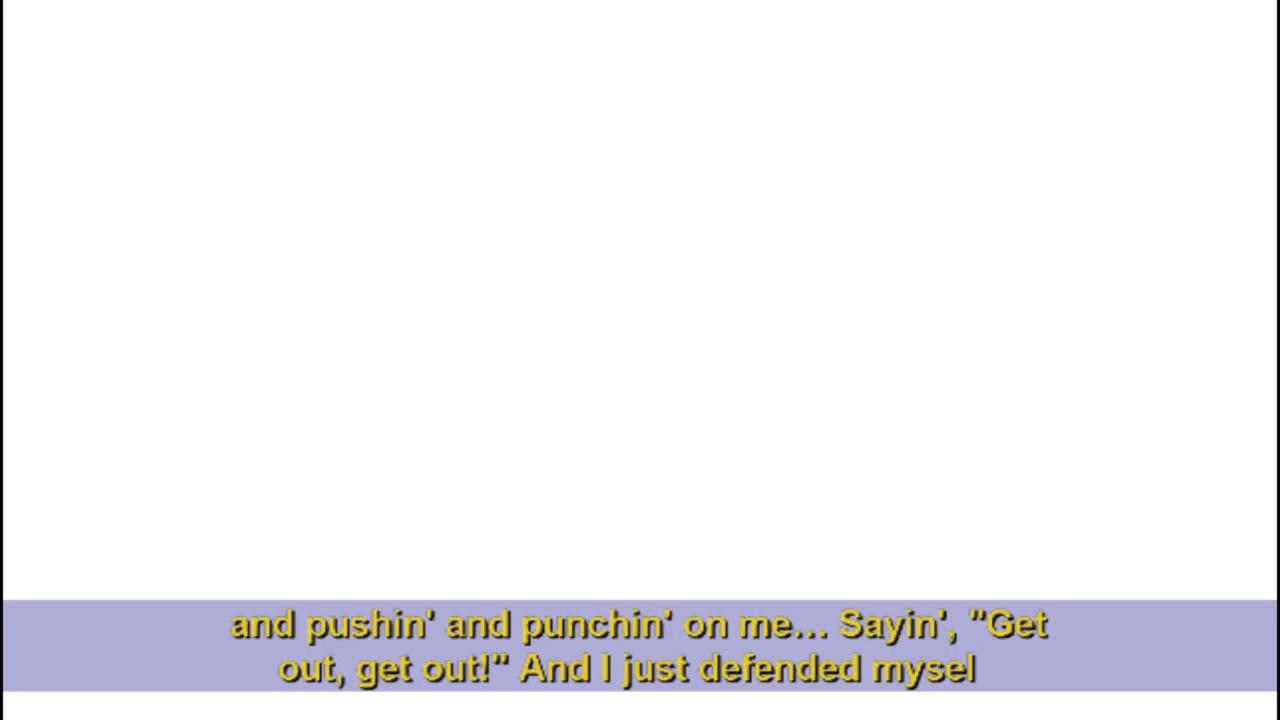 and pushin' and punchin' on me... Sayin', "Get
out, get out!" And I just defended mysel